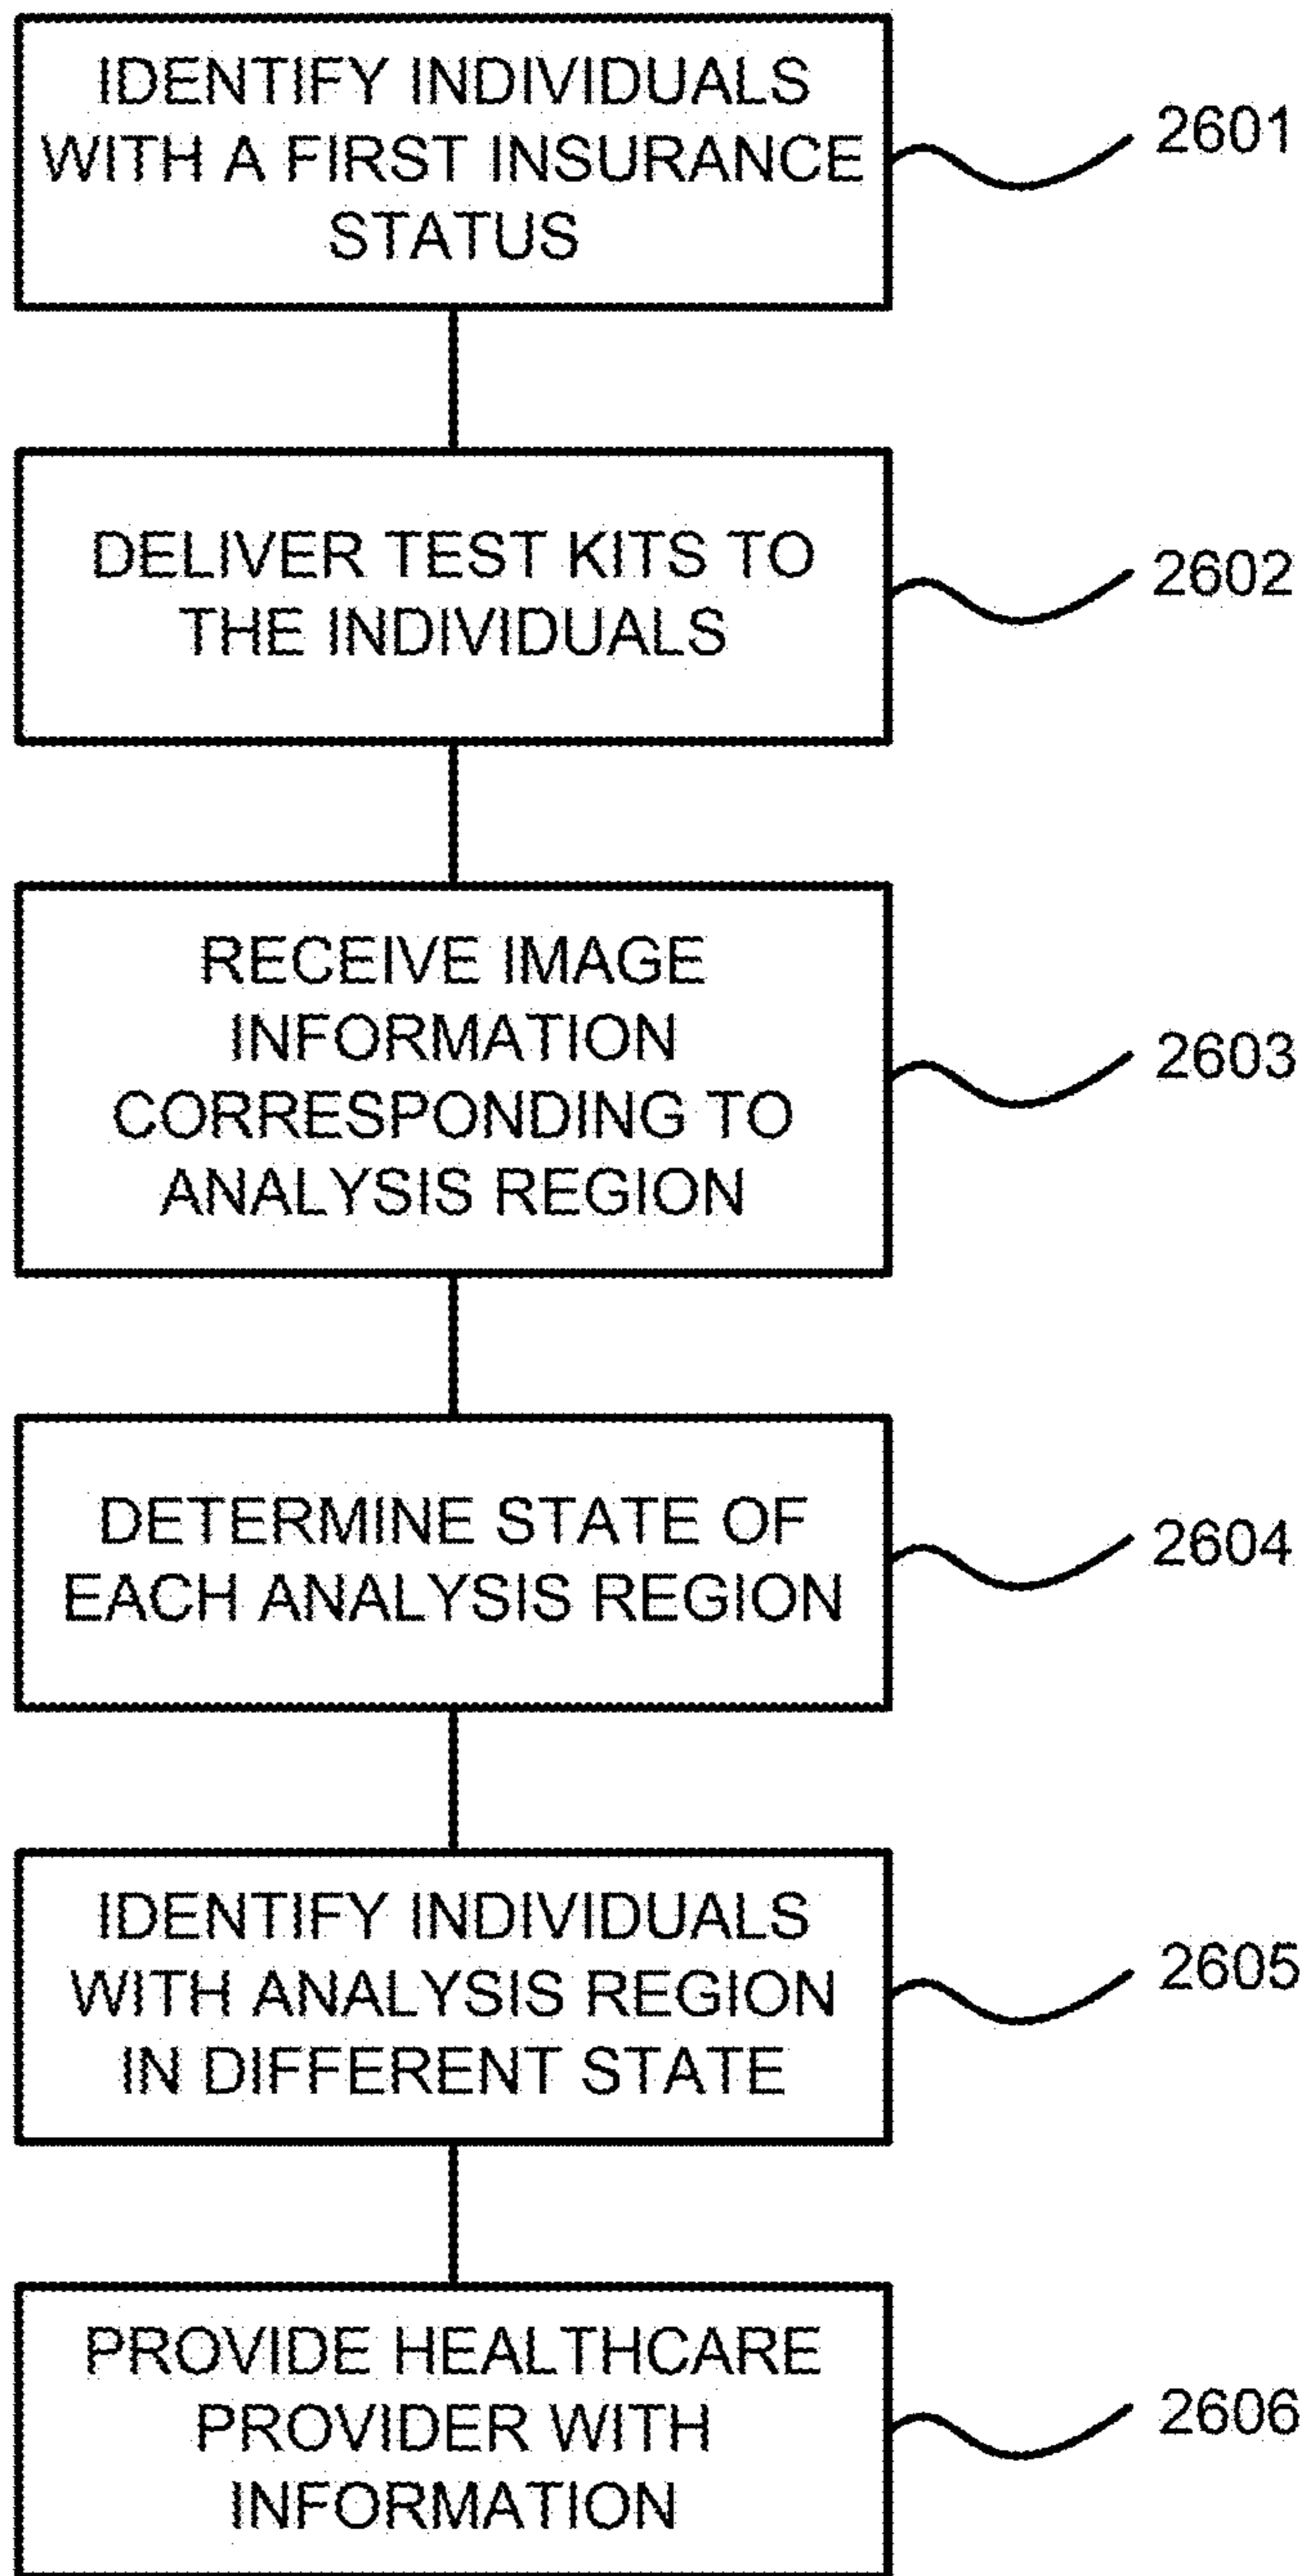 IDENTIFY INDIVIDUALS
WITH A FIRST INSURANCE
STATUS
2601
DELIVER TEST KITS TO
THE INDIVIDUALS
2602
RECEIVE IMAGE
INFORMATION
CORRESPONDING TO
ANALYSIS REGION
2603
DETERMINE STATE OF
EACH ANALYSIS REGION
2604
IDENTIFY INDIVIDUALS
WITH ANALYSIS REGION
IN DIFFERENT STATE
2605
PROVIDE HEALTHCARE
PROVIDER WITH
INFORMATION
2606